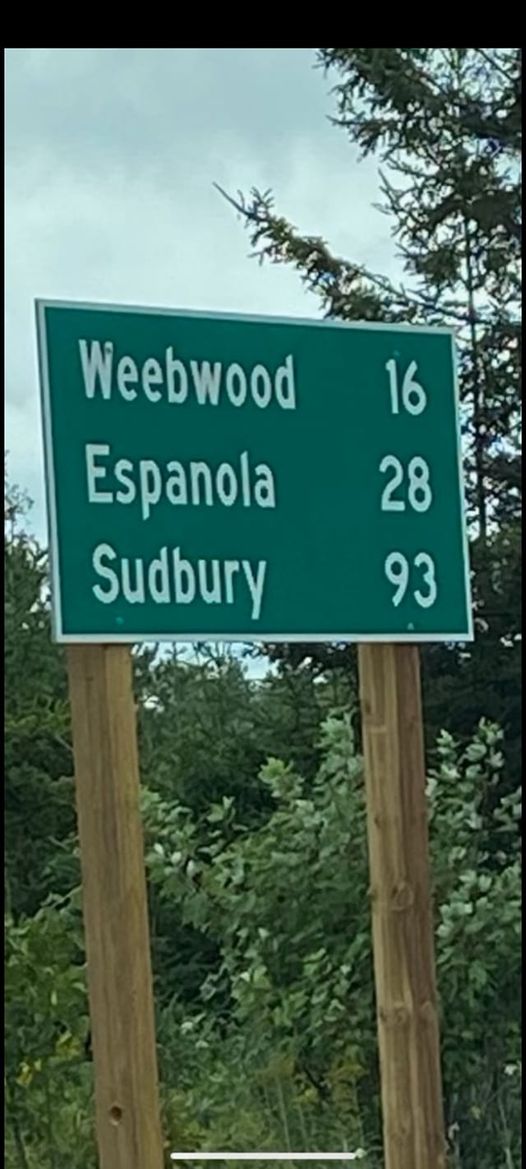 Weebwood 16
Espanola 28
Sudbury 93